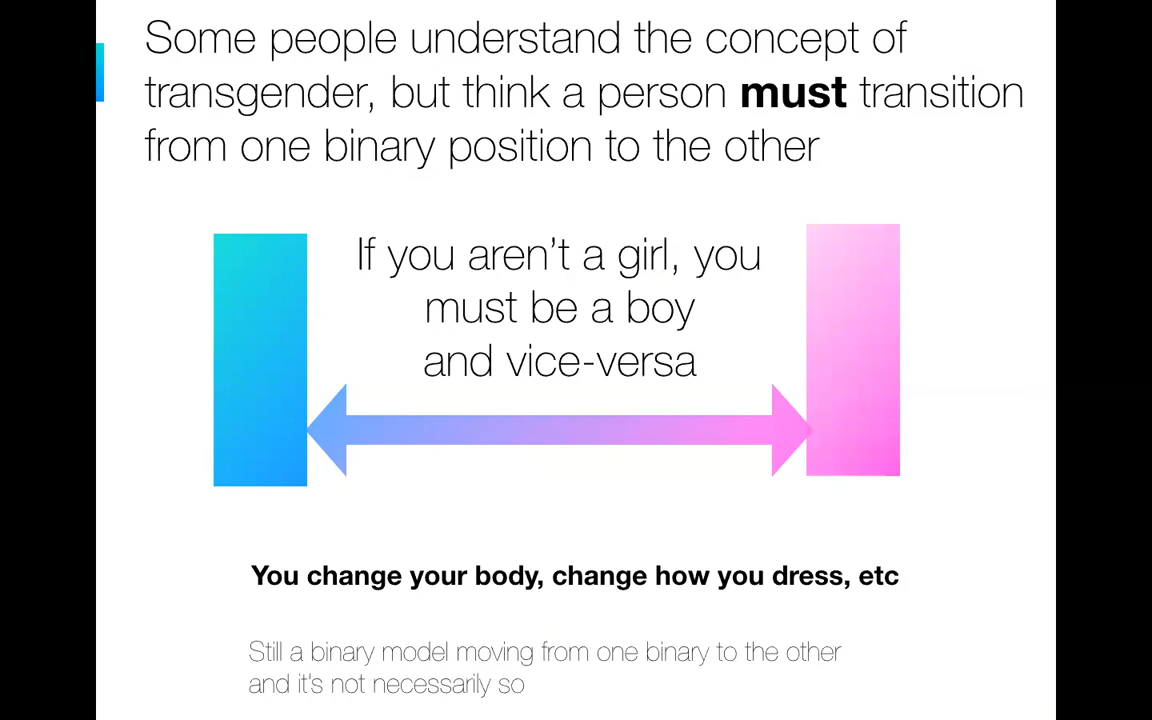 Some people understand the concept of
transgender, but think a person must transition
from one binary position to the other
If you aren’t a girl, you
must be a boy
and vice-versa
You change your body, change how you dress, etc
Still a binary model moving from one binary to the other
and it’s not necessarily so